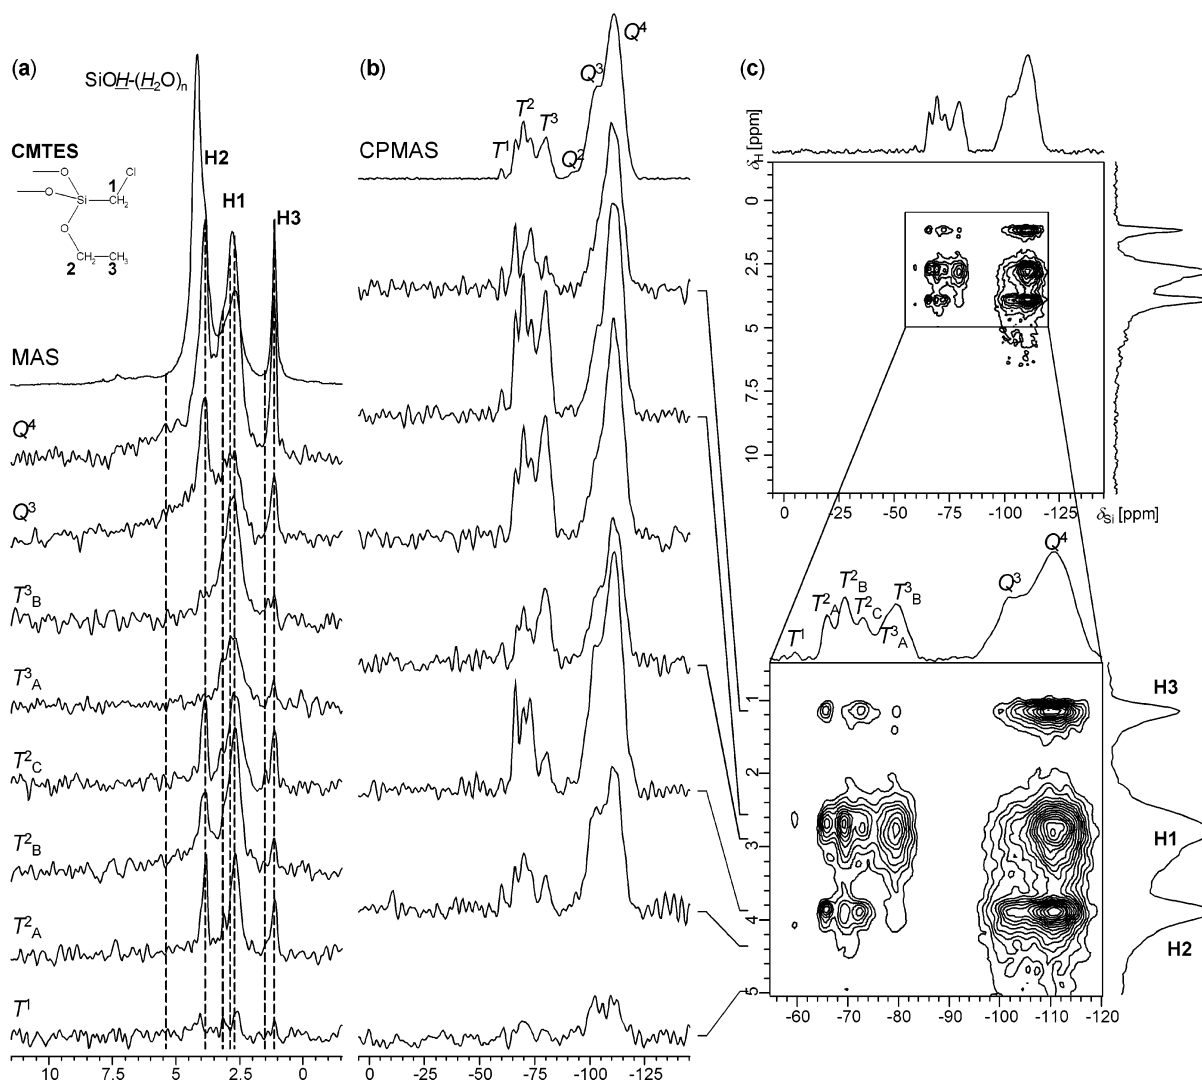 (a)
SiOH-(H2O)n
CMTES
Cl
O
1
O
Si
CH2
O
2
CH2
CH3
3
H2
H1
H3
MAS
Q4
Q3
T3B
T3A
T2C
T2B
T2A
T1
10
7.5
5
2.5
0
(b)
Q4
Q3
T2
T3
T1
Q2
CPMAS
0
-25
-50
-75
-100
-125
(c)
δH [ppm]
0
2.5
5
7.5
10
0
-25
-50
-75
-100
-125
δSi [ppm]
Q4
Q3
T2B
T3B
T2A
T2C
T1
T3A
1
2
3
4
5
H3
H1
H2
-60
-70
-80
-90
-100
-110
-120